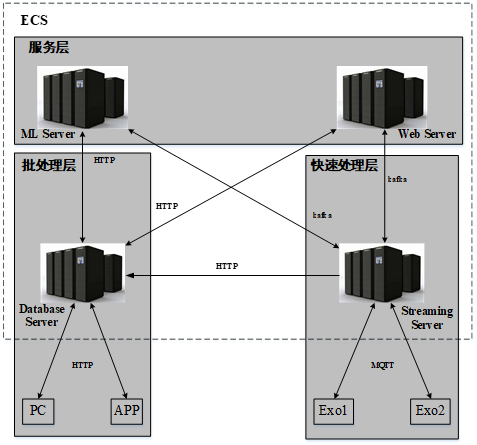 ECS
服务层
ML Server
Web Server
批处理层
HTTP
快速处理层
kafka
HTTP
kafka
HTTP
Database
Server
Streaming
Server
HTTP
MQTT
PC
APP
Exo1
Exo2